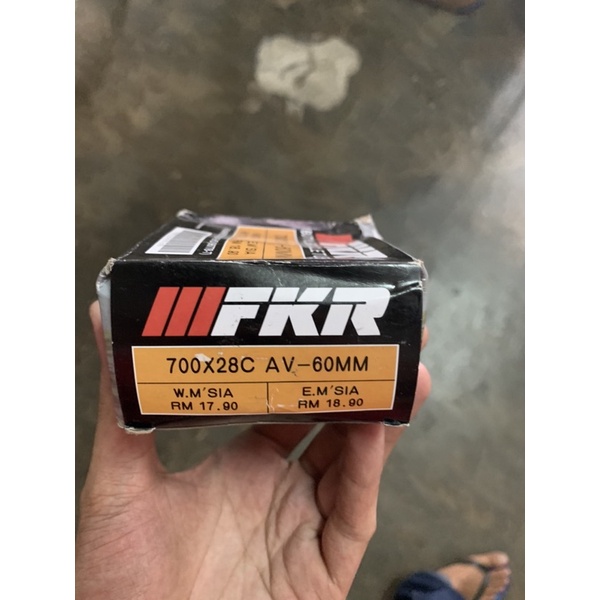 FKR
700X28C AV-60MM
W.M'SIA
RM 17.90
E.M'SIA
RM 18.90